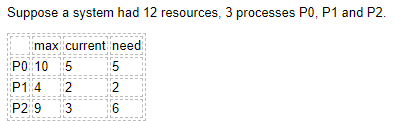 Suppose a system had 12 resources, 3 processes P0, P1 and P2.
max current need
P0 10 5 5
P1 4 2 2
P2 9 3 6